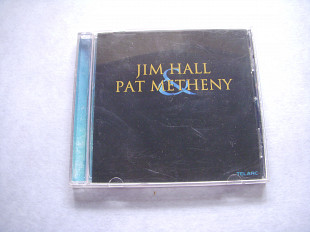 JIM HALL
&
PAT METHENY
TELARC